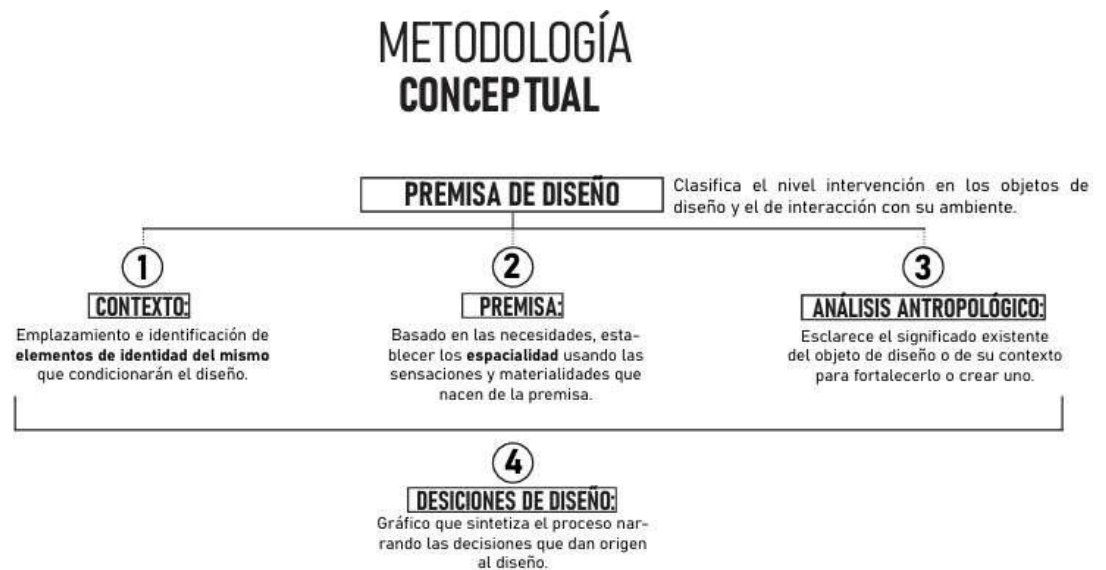 METODOLOGÍA
CONCEPTUAL
PREMISA DE DISEÑO
Clasifica el nivel intervención en los objetos de
diseño y el de interacción con su ambiente.
1
CONTEXTO:
Emplazamiento e identificación de
elementos de identidad del mismo
que condicionarán el diseño.
2
PREMISA:
Basado en las necesidades, esta-
blecer los espacialidad usando las
sensaciones y materialidades que
nacen de la premisa.
3
ANÁLISIS ANTROPOLÓGICO:
Esclarece el significado existente
del objeto de diseño o de su contexto
para fortalecerlo o crear uno.
4
DESICIONES DE DISEÑO:
Gráfico que sintetiza el proceso nar-
rando las decisiones que dan origen
al diseño.